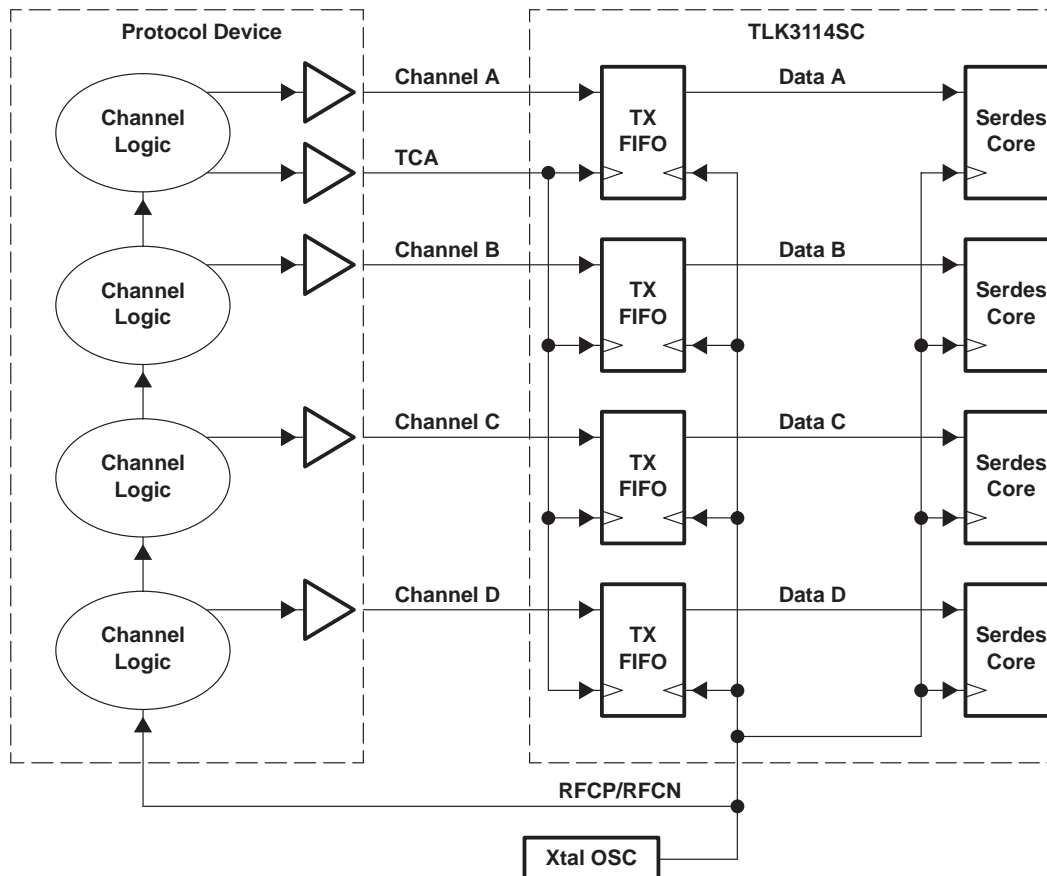 Protocol Device
TLK3114SC
Channel
Logic
Channel A
TX
FIFO
Data A
Serdes
Core
TCA
Channel
Logic
Channel B
TX
FIFO
Data B
Serdes
Core
Channel
Logic
Channel C
TX
FIFO
Data C
Serdes
Core
Channel
Logic
Channel D
TX
FIFO
Data D
Serdes
Core
RFCP/RFCN
Xtal OSC